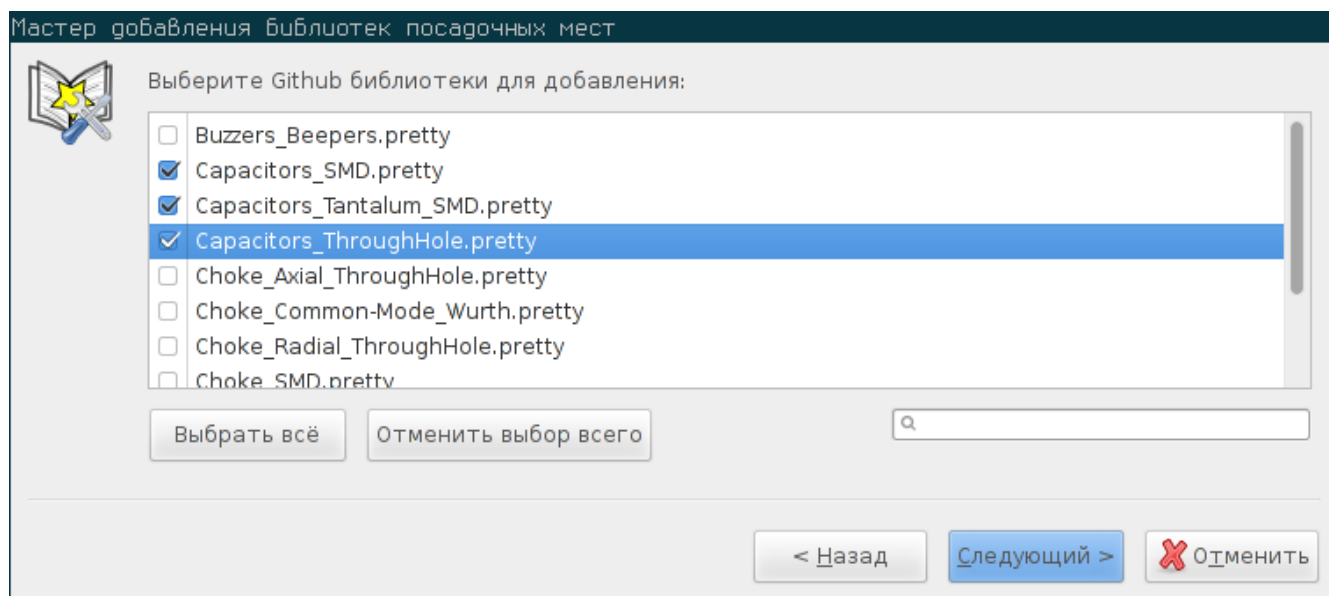 Мастер добавления библиотек посадочных мест
Выберите Github библиотеки для добавления:
Buzzers_Beepers.pretty
Capacitors_SMD.pretty
Capacitors_Tantalum_SMD.pretty
Capacitors_ThroughHole.pretty
Choke_Axial_ThroughHole.pretty
Choke_Common-Mode_Wurth.pretty
Choke_Radial_ThroughHole.pretty
Choke_SMD.pretty
Выбрать всё
Отменить выбор всего
< Назад
Следующий >
Отменить